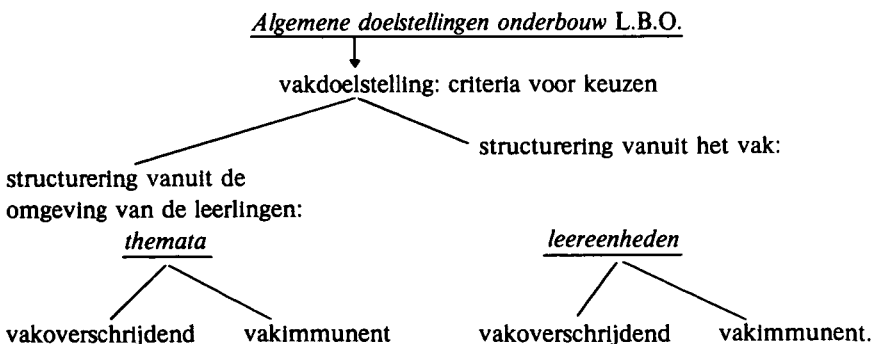 Algemene doelstellingen onderbouw L.B.O.
vakdoelstelling: criteria voor keuzen
structurering vanuit het vak:
structurering vanuit de
omgeving van de leerlingen:
themata
leereenheden
vakoverschrijdend vakimmunent vakoverschrijdend vakimmunent.